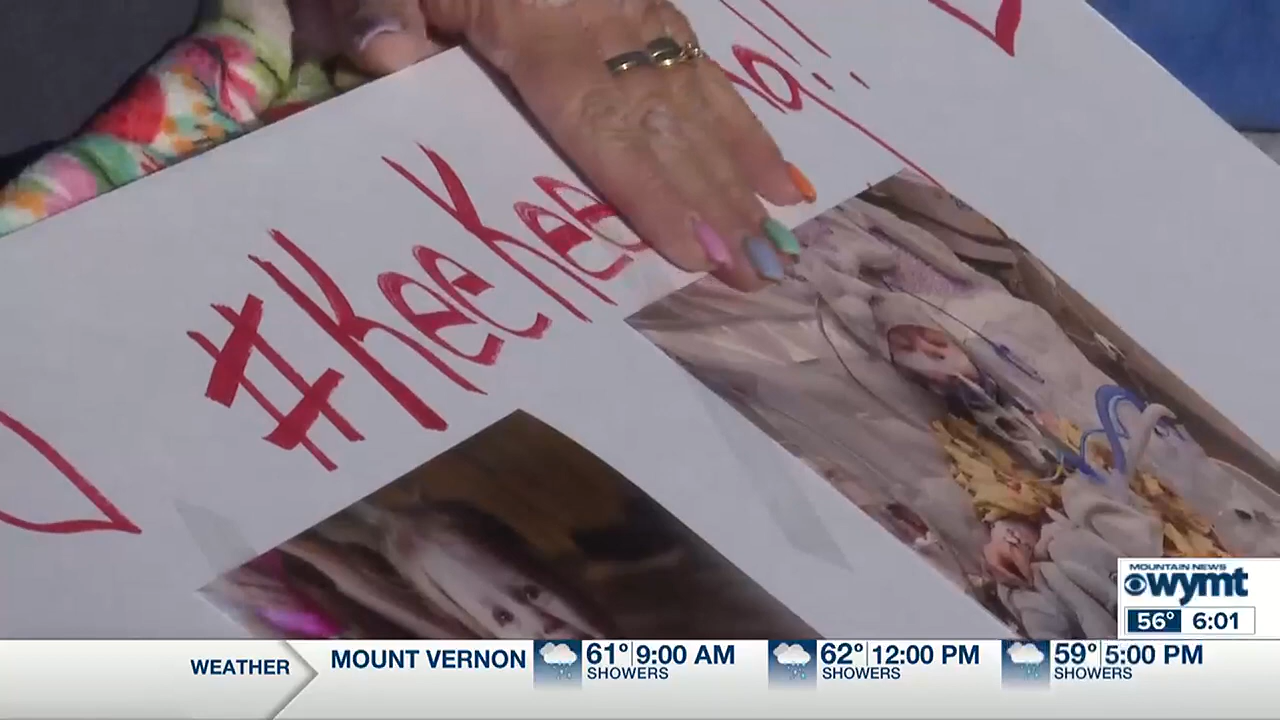 #KeeKee
MOUNTAIN NEWS
wymt
56° 6:01
WEATHER
MOUNT VERNON
61° 9:00 AM
SHOWERS
62° 12:00 PM
SHOWERS
59° 5:00 PM
SHOWERS